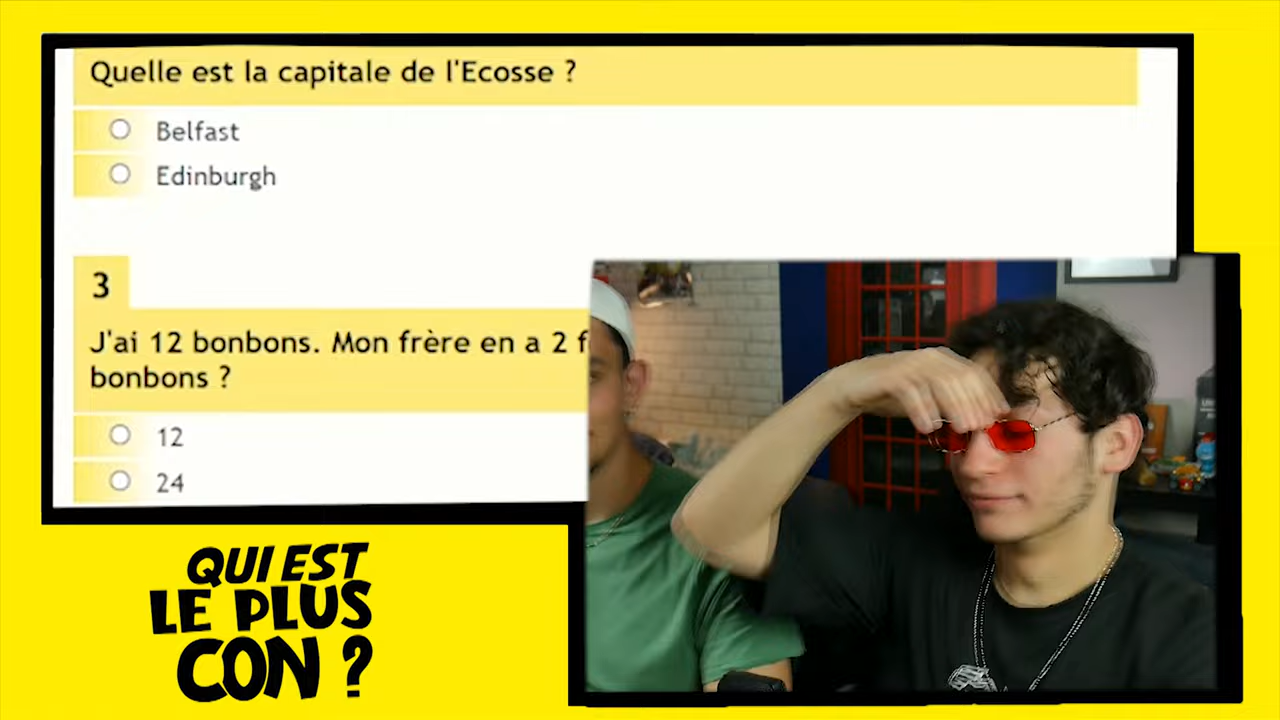 Quelle est la capitale de l'Ecosse ?
Belfast
Edinburgh
3
J'ai 12 bonbons. Mon frère en a 2 f
bonbons ?
12
24
QUI EST
LE PLUS
CON ?